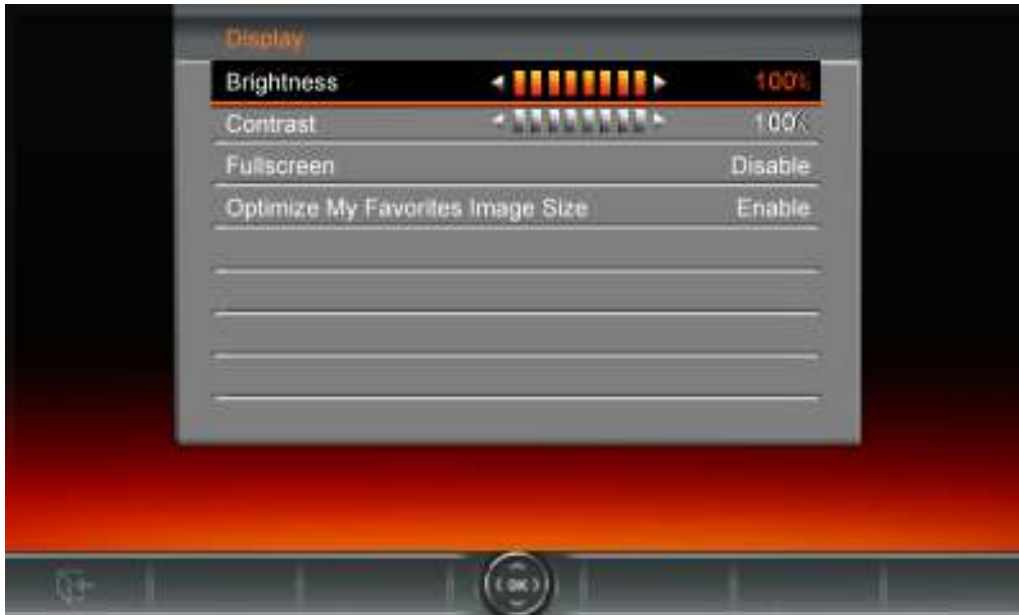 Display
Brightness 100%
Contrast 100%
Fullscreen Disable
Optimize My Favorites Image Size Enable
OK